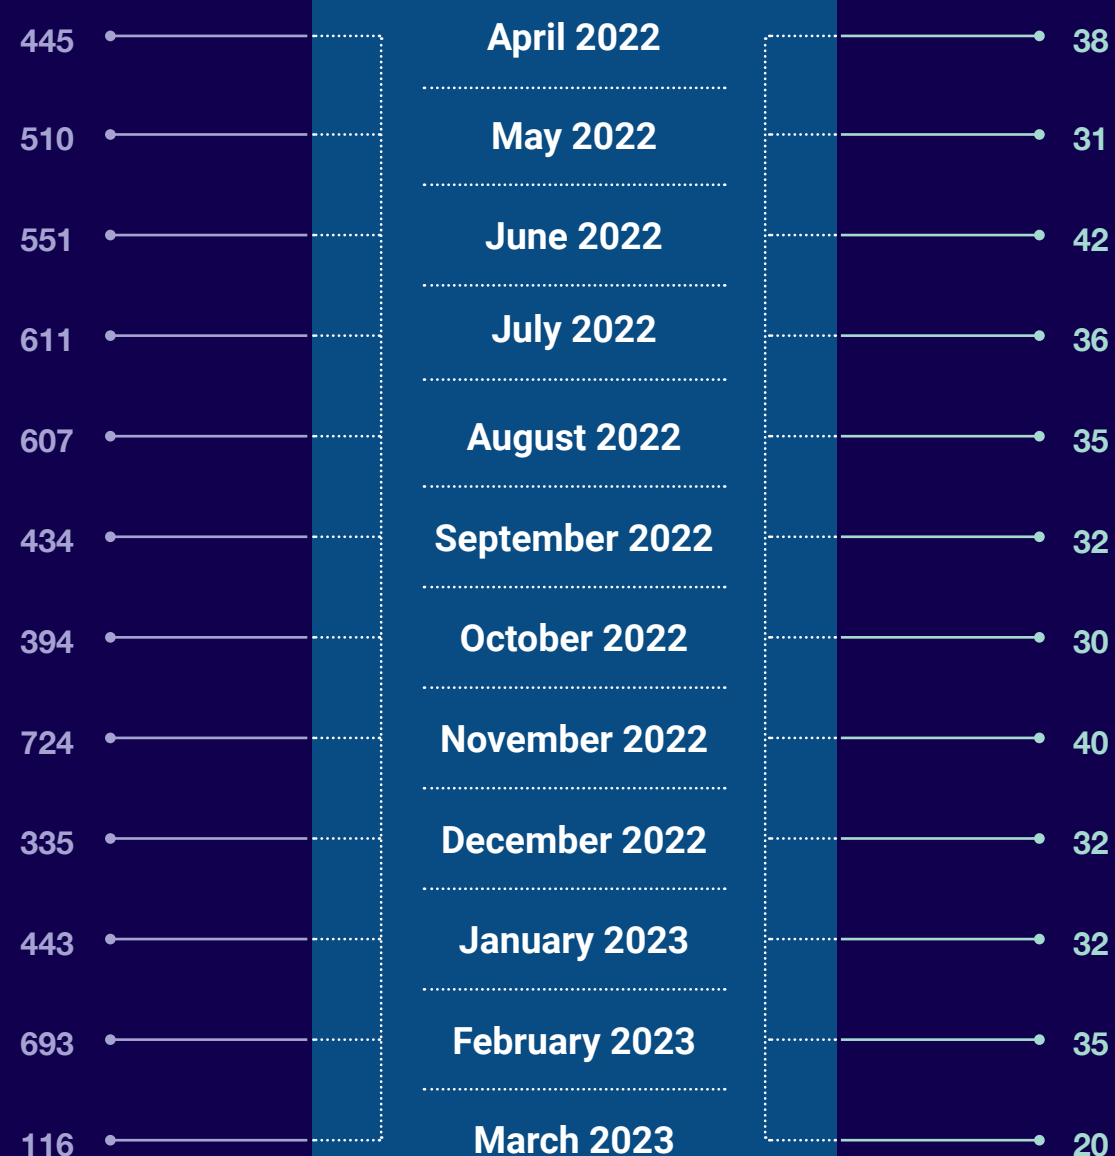 445 April 2022 38
510 May 2022 31
551 June 2022 42
611 July 2022 36
607 August 2022 35
434 September 2022 32
394 October 2022 30
724 November 2022 40
335 December 2022 32
443 January 2023 32
693 February 2023 35
116 March 2023 20